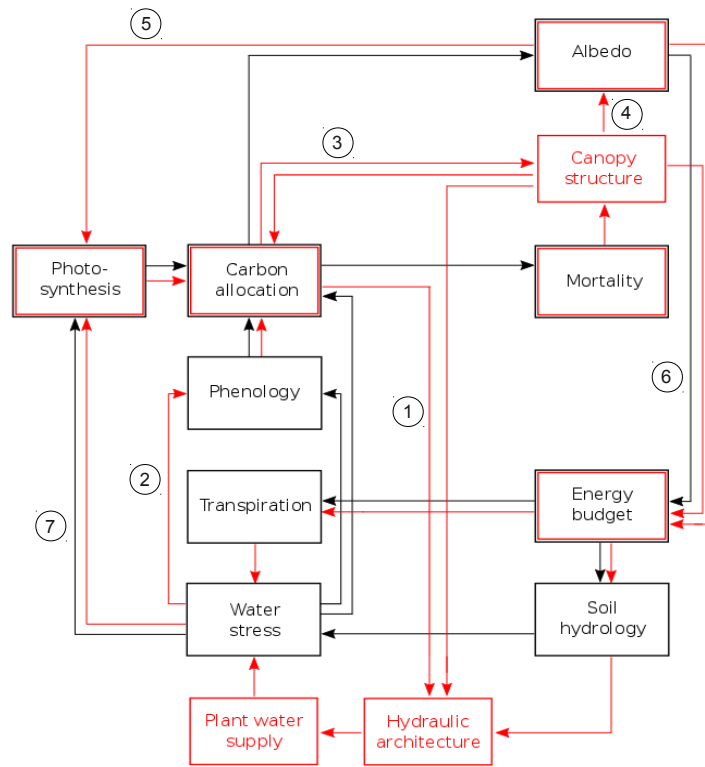 5
Albedo
4
3
Canopy
structure
Photo-
synthesis
Carbon
allocation
Mortality
6
Phenology
1
2
Transpiration
Energy
budget
7
Water
stress
Soil
hydrology
Plant water
supply
Hydraulic
architecture